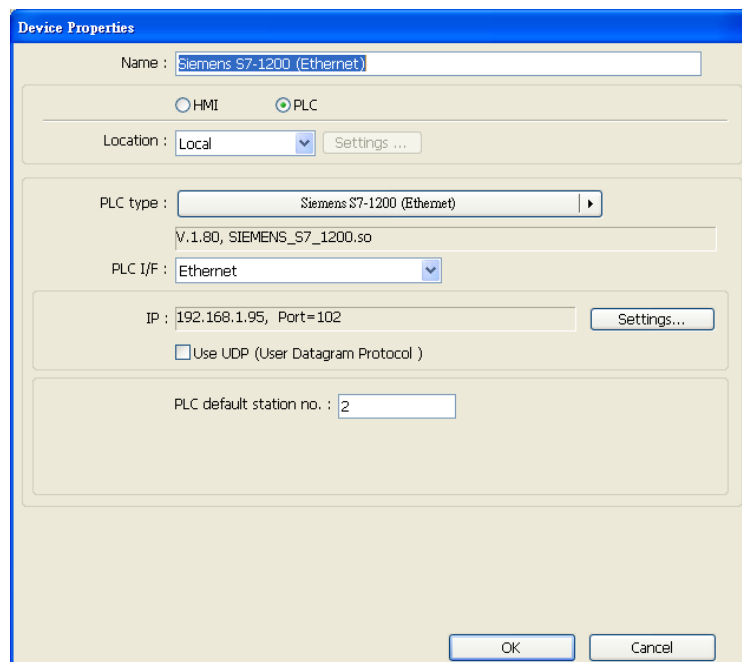 Device Properties
Name : Siemens S7-1200 (Ethernet)
HMI PLC
Location : Local Settings ...
PLC type : Siemens S7-1200 (Ethernet)
V.1.80, SIEMENS_S7_1200.so
PLC I/F : Ethernet
IP : 192.168.1.95, Port=102 Settings...
Use UDP (User Datagram Protocol )
PLC default station no. : 2
OK Cancel